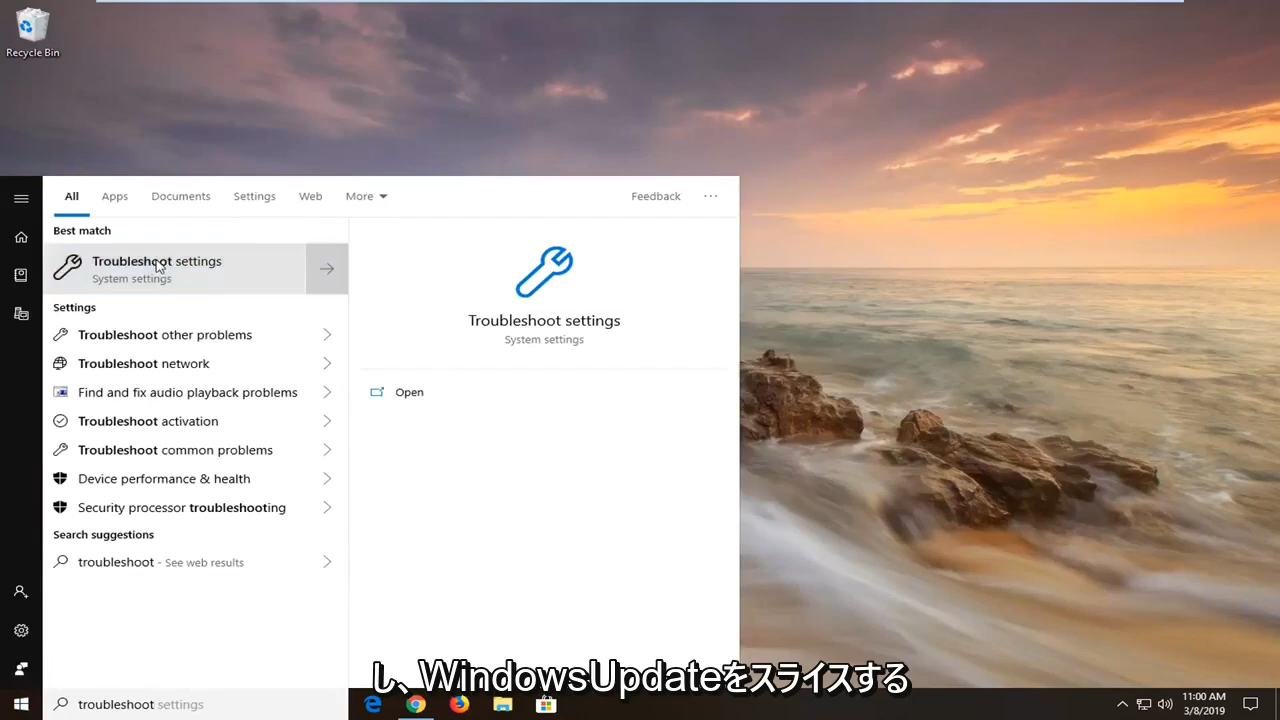 Recycle Bin
All Apps Documents Settings Web More Feedback ...
Best match
Troubleshoot settings
System settings
Settings
Troubleshoot other problems
Troubleshoot network
Find and fix audio playback problems
Troubleshoot activation
Troubleshoot common problems
Device performance & health
Security processor troubleshooting
Search suggestions
troubleshoot - See web results
Troubleshoot settings
System settings
Open
し、WindowsUpdateをスライスする
troubleshoot settings
11:00 AM
3/8/2019